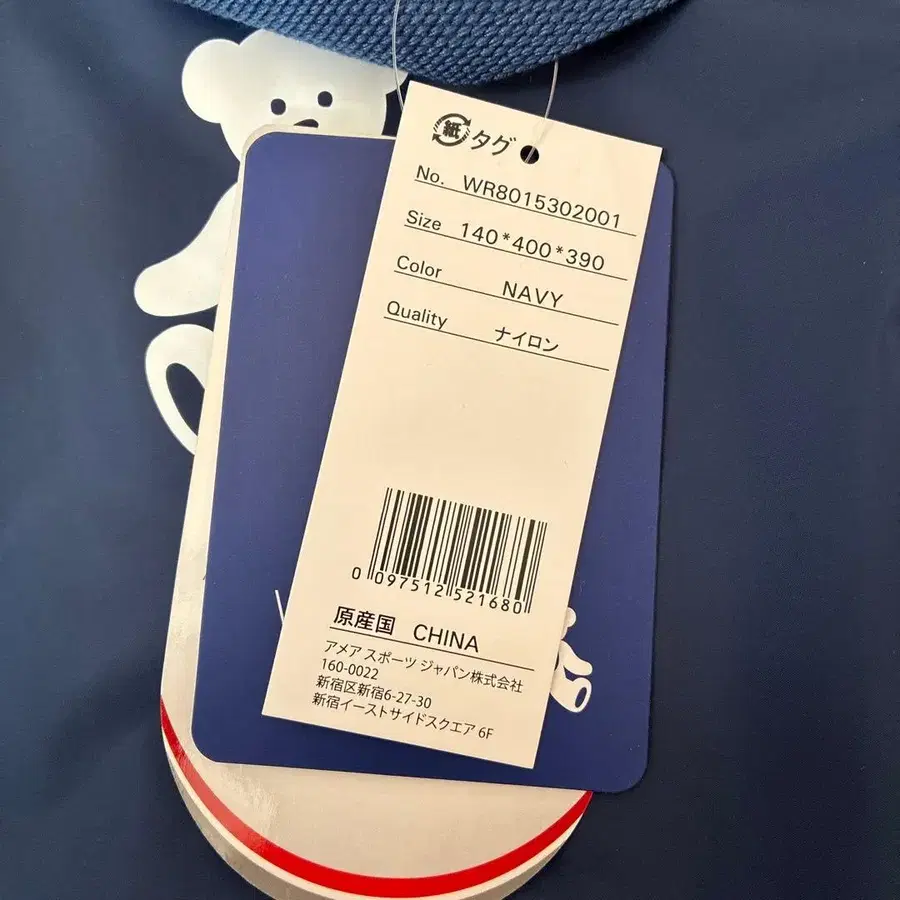 紙 タグ
No. WR8015302001
Size 140*400*390
Color NAVY
Quality ナイロン
0 097512 521680
原産国 CHINA
アメア スポーツ ジャパン株式会社
160-0022
新宿区新宿6-27-30
新宿イーストサイドスクエア 6F